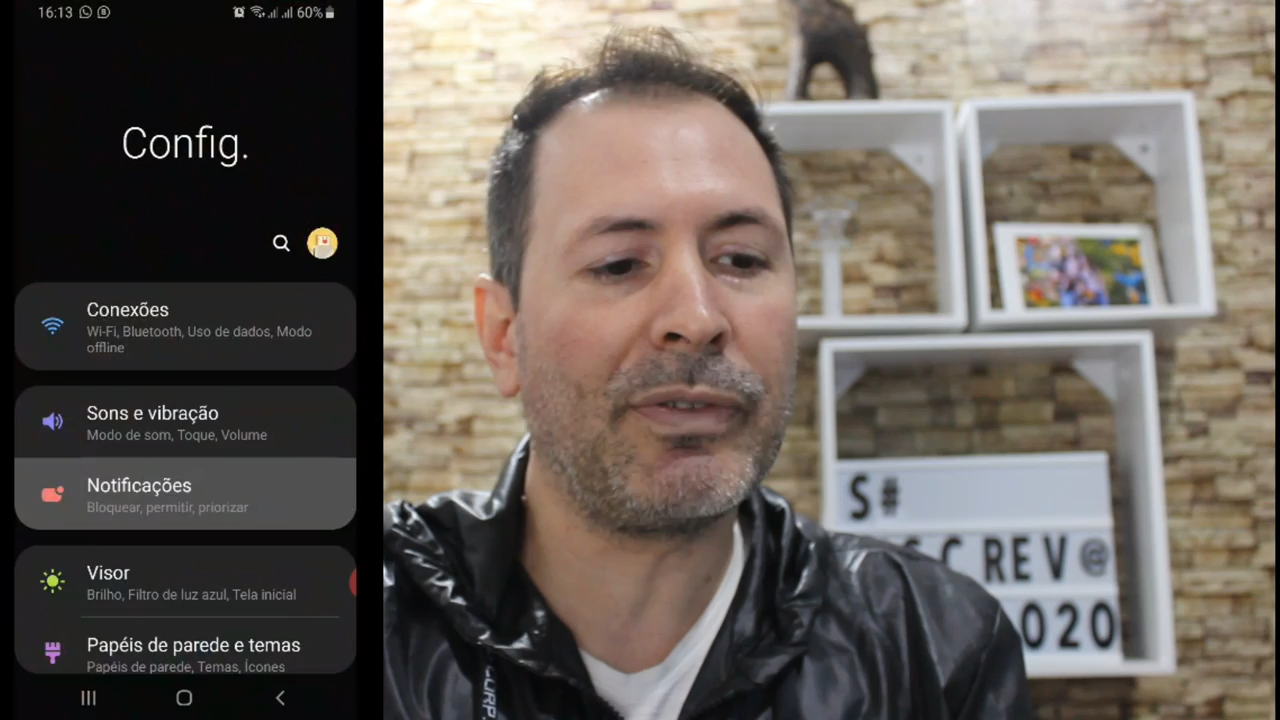 16:13
60%
Config.
Conexões
Wi-Fi, Bluetooth, Uso de dados, Modo
offline
Sons e vibração
Modo de som, Toque, Volume
Notificações
Bloquear, permitir, priorizar
Visor
Brilho, Filtro de luz azul, Tela inicial
Papéis de parede e temas
Papéis de parede, Temas, Ícones
S#
CREV@
020